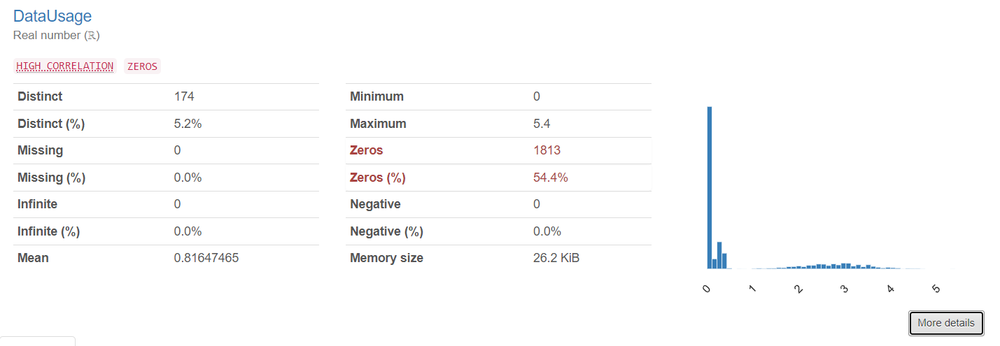 DataUsage
Real number (ℝ)
HIGH CORRELATION ZEROS
Distinct 174
Distinct (%) 5.2%
Missing 0
Missing (%) 0.0%
Infinite 0
Infinite (%) 0.0%
Mean 0.81647465
Minimum 0
Maximum 5.4
Zeros 1813
Zeros (%) 54.4%
Negative 0
Negative (%) 0.0%
Memory size 26.2 KiB
0 1 2 3 4 5
More details